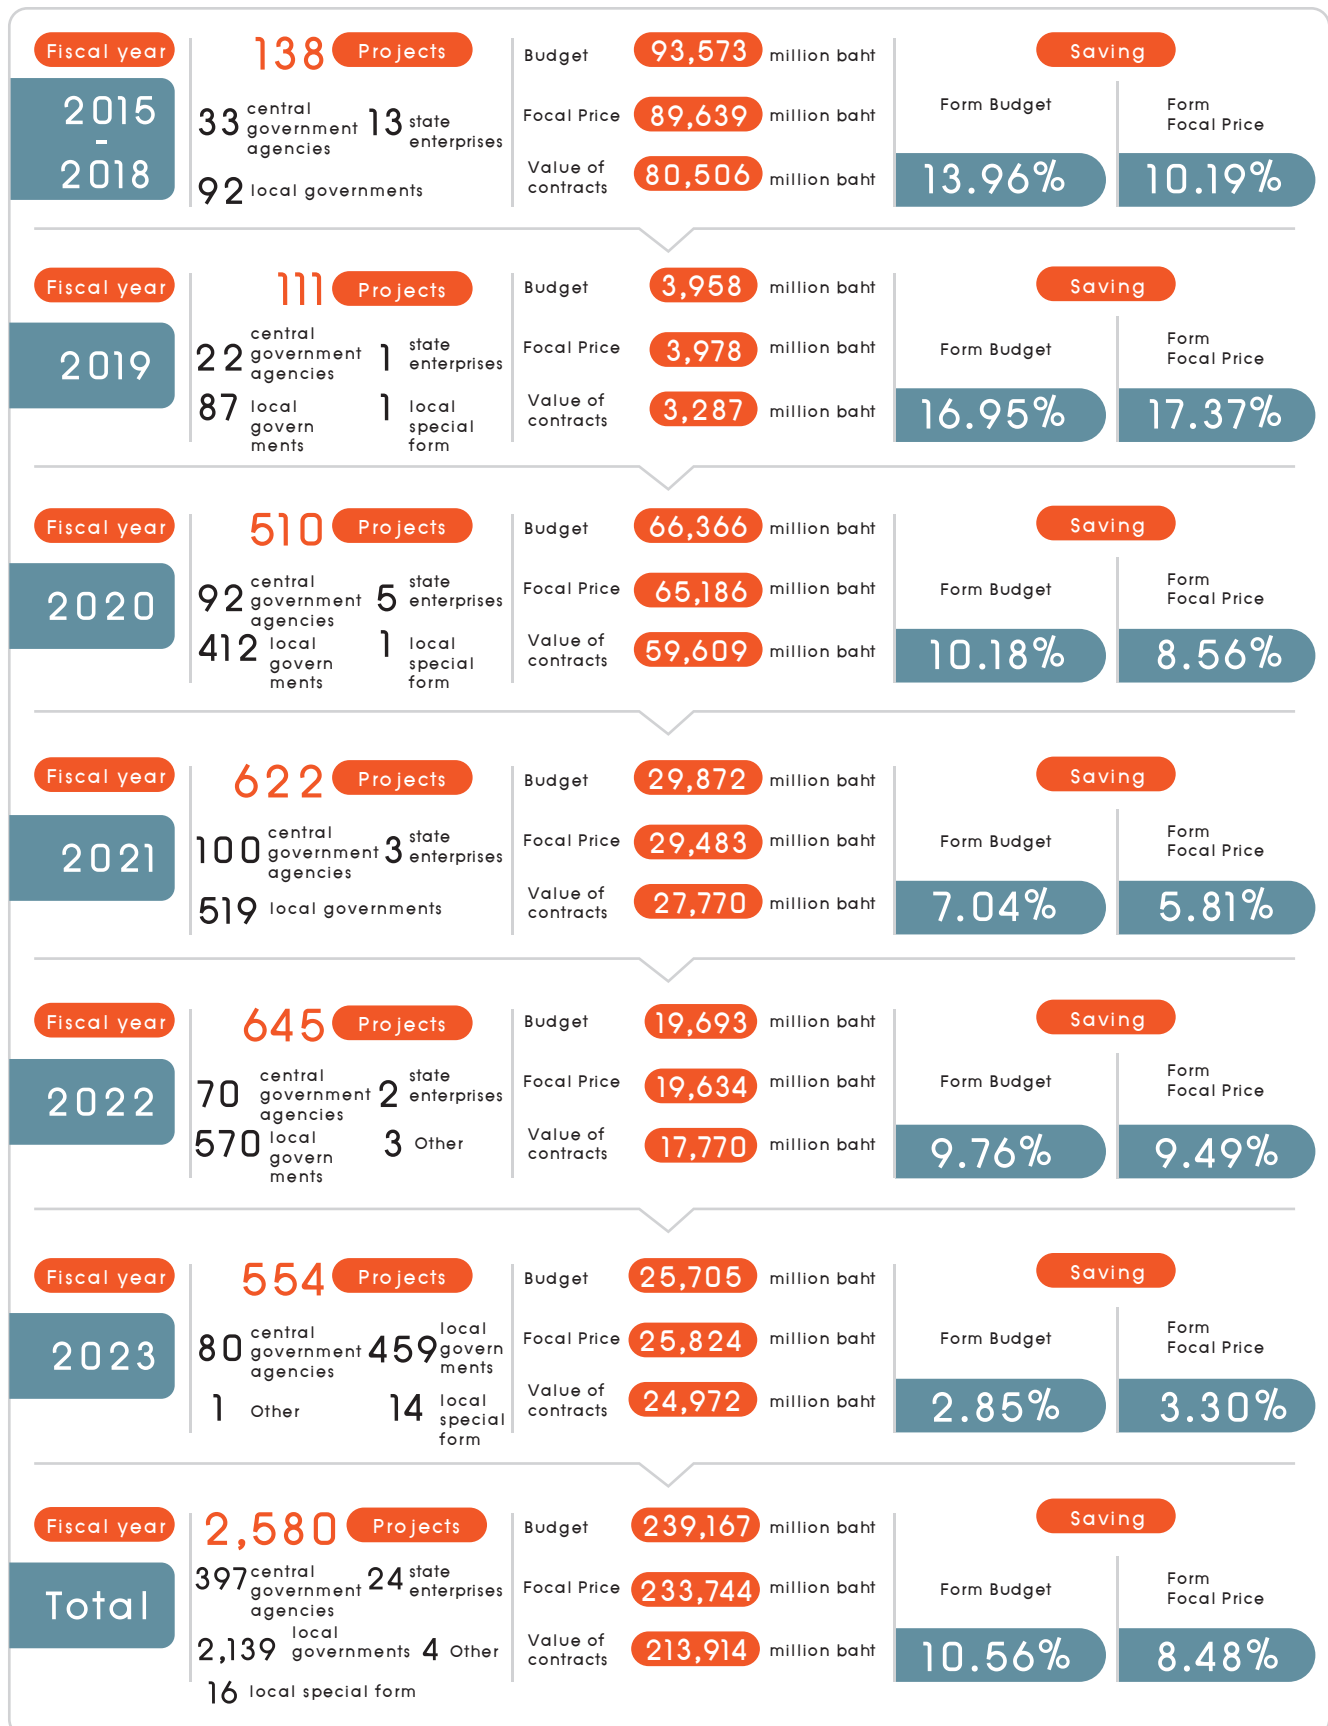 Fiscal year
2015
-
2018
138 Projects
33 central
government
agencies
13 state
enterprises
92 local governments
Budget 93,573 million baht
Focal Price 89,639 million baht
Value of
contracts
80,506 million baht
Saving
Form Budget
13.96%
Form
Focal Price
10.19%
Fiscal year
2019
111 Projects
22 central
government
agencies
1 state
enterprises
87 local
govern
ments
1 local
special
form
Budget 3,958 million baht
Focal Price 3,978 million baht
Value of
contracts
3,287 million baht
Saving
Form Budget
16.95%
Form
Focal Price
17.37%
Fiscal year
2020
510 Projects
92 central
government
agencies
5 state
enterprises
412 local
govern
ments
1 local
special
form
Budget 66,366 million baht
Focal Price 65,186 million baht
Value of
contracts
59,609 million baht
Saving
Form Budget
10.18%
Form
Focal Price
8.56%
Fiscal year
2021
622 Projects
100 central
government
agencies
3 state
enterprises
519 local governments
Budget 29,872 million baht
Focal Price 29,483 million baht
Value of
contracts
27,770 million baht
Saving
Form Budget
7.04%
Form
Focal Price
5.81%
Fiscal year
2022
645 Projects
70 central
government
agencies
2 state
enterprises
570 local
govern
ments
3 Other
Budget 19,693 million baht
Focal Price 19,634 million baht
Value of
contracts
17,770 million baht
Saving
Form Budget
9.76%
Form
Focal Price
9.49%
Fiscal year
2023
554 Projects
80 central
government
agencies
459 local
govern
ments
1 Other
14 local
special
form
Budget 25,705 million baht
Focal Price 25,824 million baht
Value of
contracts
24,972 million baht
Saving
Form Budget
2.85%
Form
Focal Price
3.30%
Fiscal year
Total
2,580 Projects
397 central
government
agencies
24 state
enterprises
2,139 local
governments
4 Other
16 local special form
Budget 239,167 million baht
Focal Price 233,744 million baht
Value of
contracts
213,914 million baht
Saving
Form Budget
10.56%
Form
Focal Price
8.48%